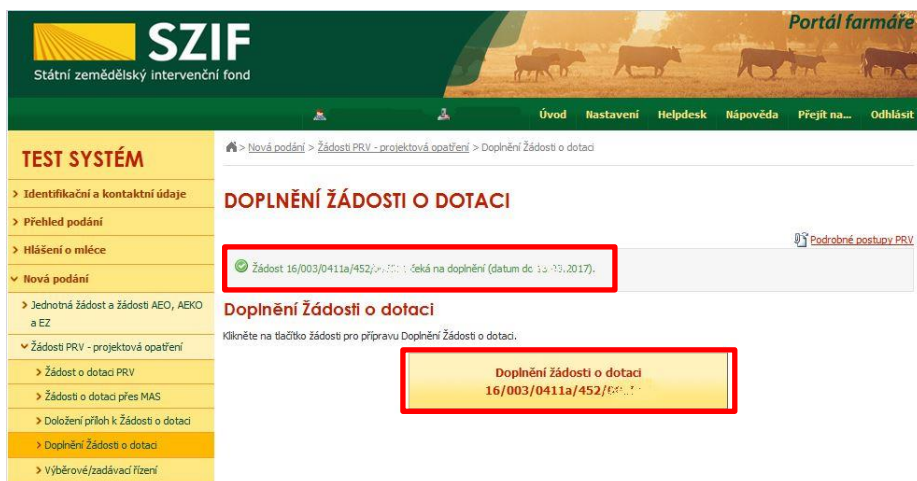 SZIF
Státní zemědělský intervenční fond
Portál farmáře
Úvod Nastavení Helpdesk Nápověda Přejít na... Odhlásit
TEST SYSTÉM
> Identifikační a kontaktní údaje
> Přehled podání
> Hlášení o mléce
Nová podání
> Jednotná žádost a žádosti AEO, AEKO
a EZ
Žádosti PRV - projektová opatření
> Žádost o dotaci PRV
> Žádosti o dotaci přes MAS
> Doložení příloh k Žádosti o dotaci
> Doplnění Žádosti o dotaci
> Výběrové/zadávací řízení
> Nová podání > Žádosti PRV - projektová opatření > Doplnění Žádosti o dotaci
DOPLNĚNÍ ŽÁDOSTI O DOTACI
Podrobné postupy PRV
Žádost 16/003/0411a/452/ čeká na doplnění (datum do .2017).
Doplnění Žádosti o dotaci
Klikněte na tlačítko žádosti pro přípravu Doplnění Žádosti o dotaci.
Doplnění žádosti o dotaci
16/003/0411a/452/